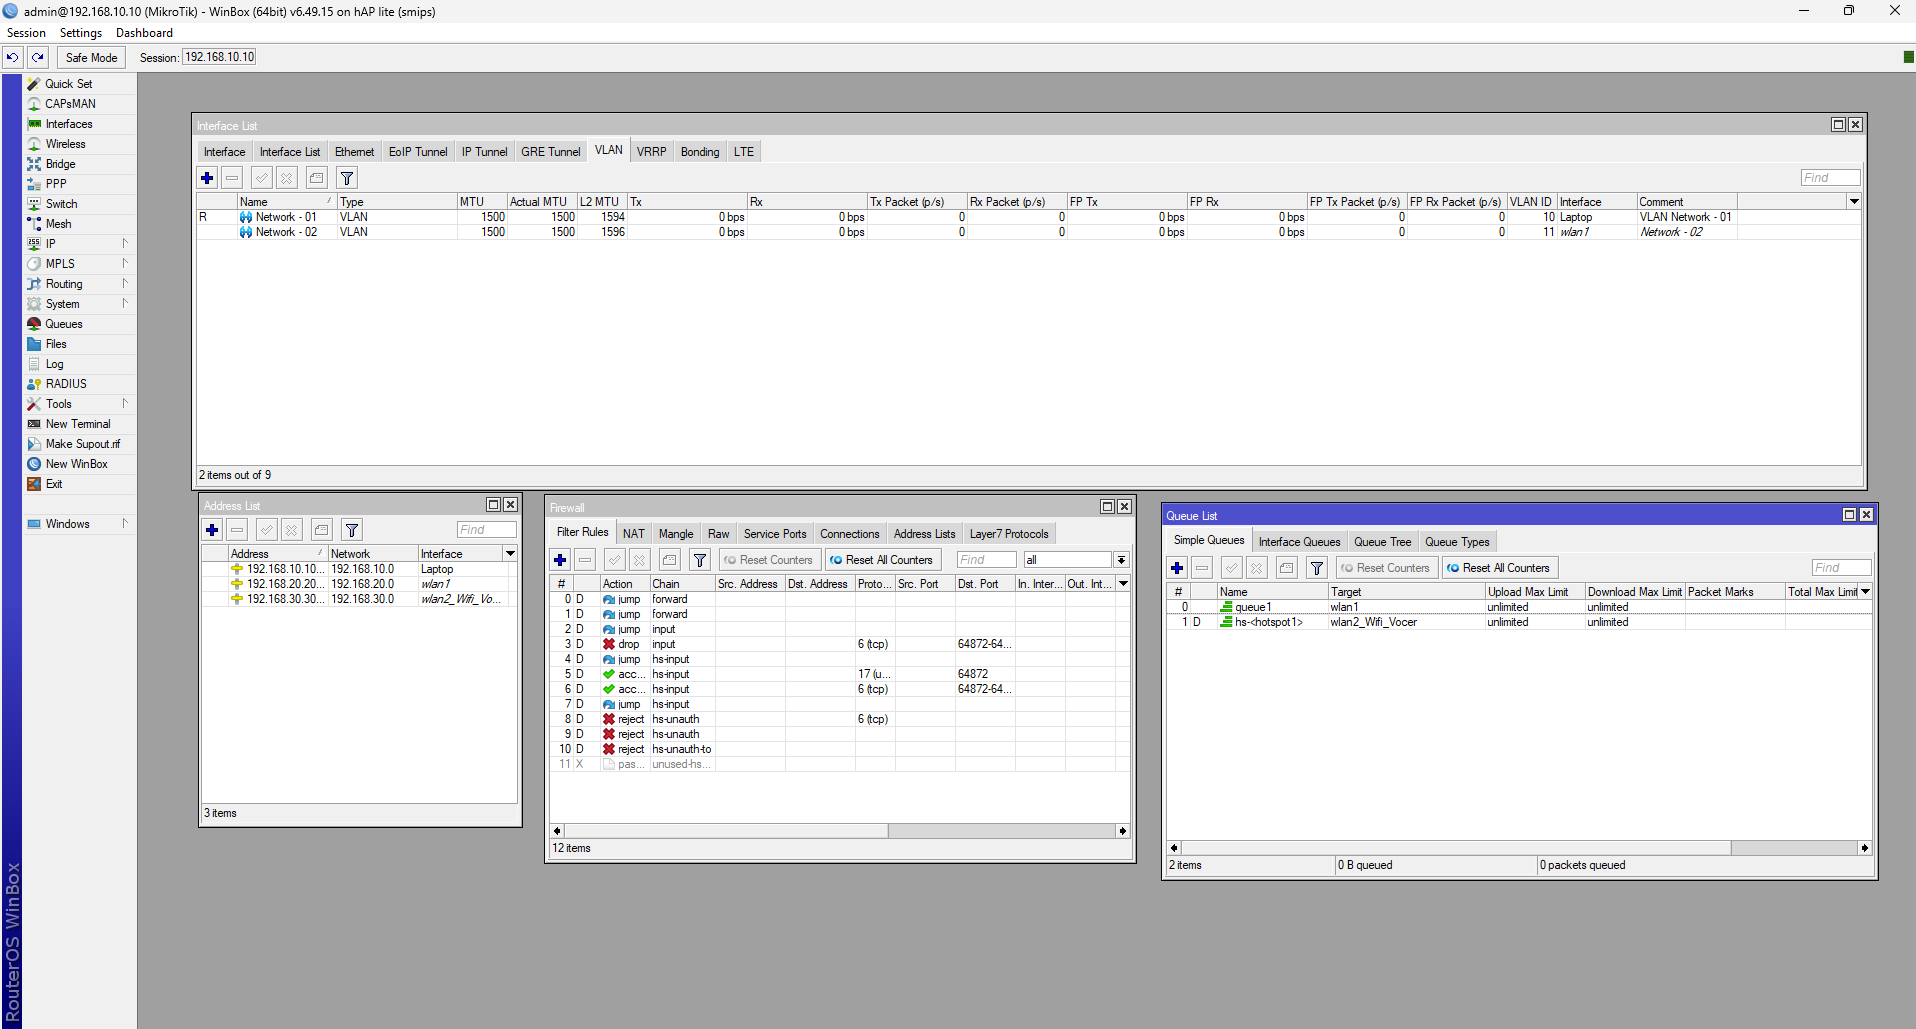 admin@192.168.10.10 (MikroTik) - WinBox (64bit) v6.49.15 on hAP lite (smips)
Session Settings Dashboard
Safe Mode Session: 192.168.10.10
Quick Set
CAPsMAN
Interfaces
Wireless
Bridge
PPP
Switch
Mesh
IP
MPLS
Routing
System
Queues
Files
Log
RADIUS
Tools
New Terminal
Make Supout.rif
New WinBox
Exit
Windows
RouterOS WinBox
Interface List
Interface Interface List Ethernet EoIP Tunnel IP Tunnel GRE Tunnel VLAN VRRP Bonding LTE
Find
Name Type MTU Actual MTU L2 MTU Tx Rx Tx Packet (p/s) Rx Packet (p/s) FP Tx FP Rx FP Tx Packet (p/s) FP Rx Packet (p/s) VLAN ID Interface Comment
R Network - 01 VLAN 1500 1500 1594 0 bps 0 bps 0 0 0 bps 0 bps 0 0 10 Laptop VLAN Network - 01
Network - 02 VLAN 1500 1500 1596 0 bps 0 bps 0 0 0 bps 0 bps 0 0 11 wlan1 Network - 02
2 items out of 9
Address List
Find
Address Network Interface
192.168.10.10... 192.168.10.0 Laptop
192.168.20.20... 192.168.20.0 wlan1
192.168.30.30... 192.168.30.0 wlan2_Wifi_Vo...
3 items
Firewall
Filter Rules NAT Mangle Raw Service Ports Connections Address Lists Layer7 Protocols
Reset Counters Reset All Counters Find all
# Action Chain Src. Address Dst. Address Proto... Src. Port Dst. Port In. Inter... Out. Int...
0 D jump forward
1 D jump forward
2 D jump input
3 D drop input 6 (tcp) 64872-64...
4 D jump hs-input
5 D acc... hs-input 17 (u... 64872
6 D acc... hs-input 6 (tcp) 64872-64...
7 D jump hs-input
8 D reject hs-unauth 6 (tcp)
9 D reject hs-unauth
10 D reject hs-unauth-to
11 X pas... unused-hs...
12 items
Queue List
Simple Queues Interface Queues Queue Tree Queue Types
Reset Counters Reset All Counters Find
# Name Target Upload Max Limit Download Max Limit Packet Marks Total Max Limit
0 queue1 wlan1 unlimited unlimited
1 D hs-<hotspot1> wlan2_Wifi_Vocer unlimited unlimited
2 items 0 B queued 0 packets queued